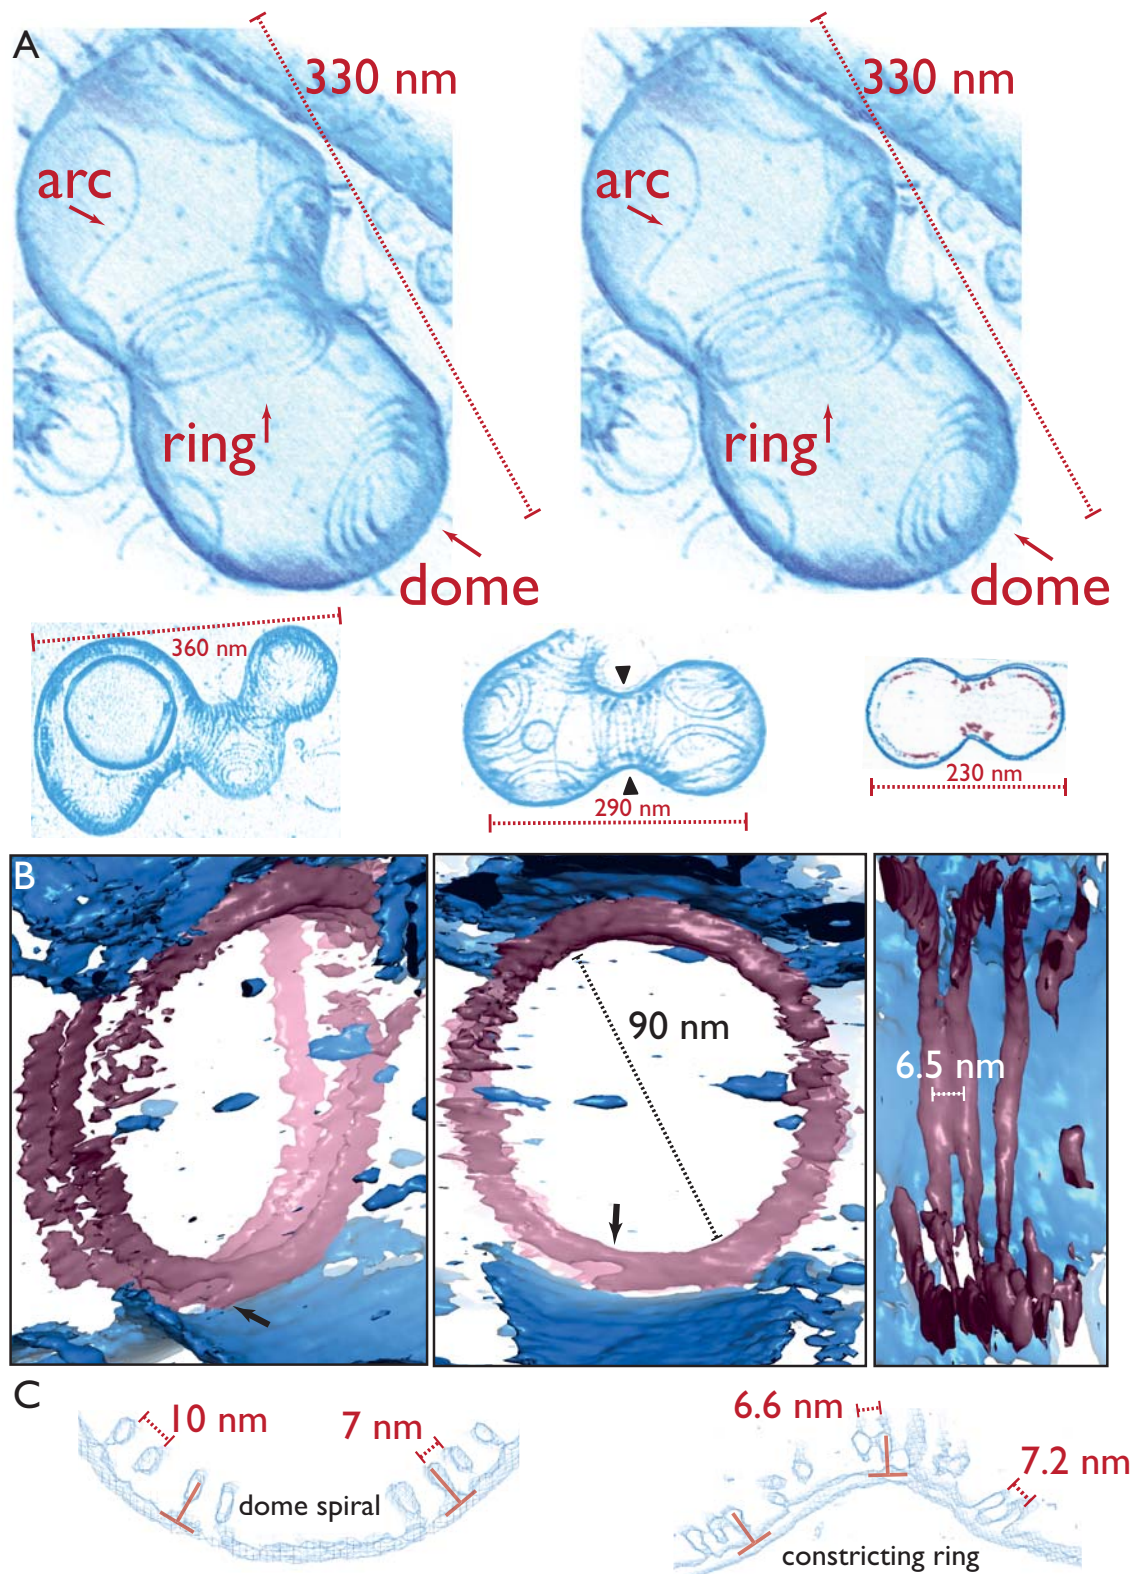 A
330 nm
330 nm
arc
arc
ring
ring
dome
dome
360 nm
290 nm
230 nm
B
90 nm
6.5 nm
C
10 nm
7 nm
dome spiral
6.6 nm
7.2 nm
constricting ring